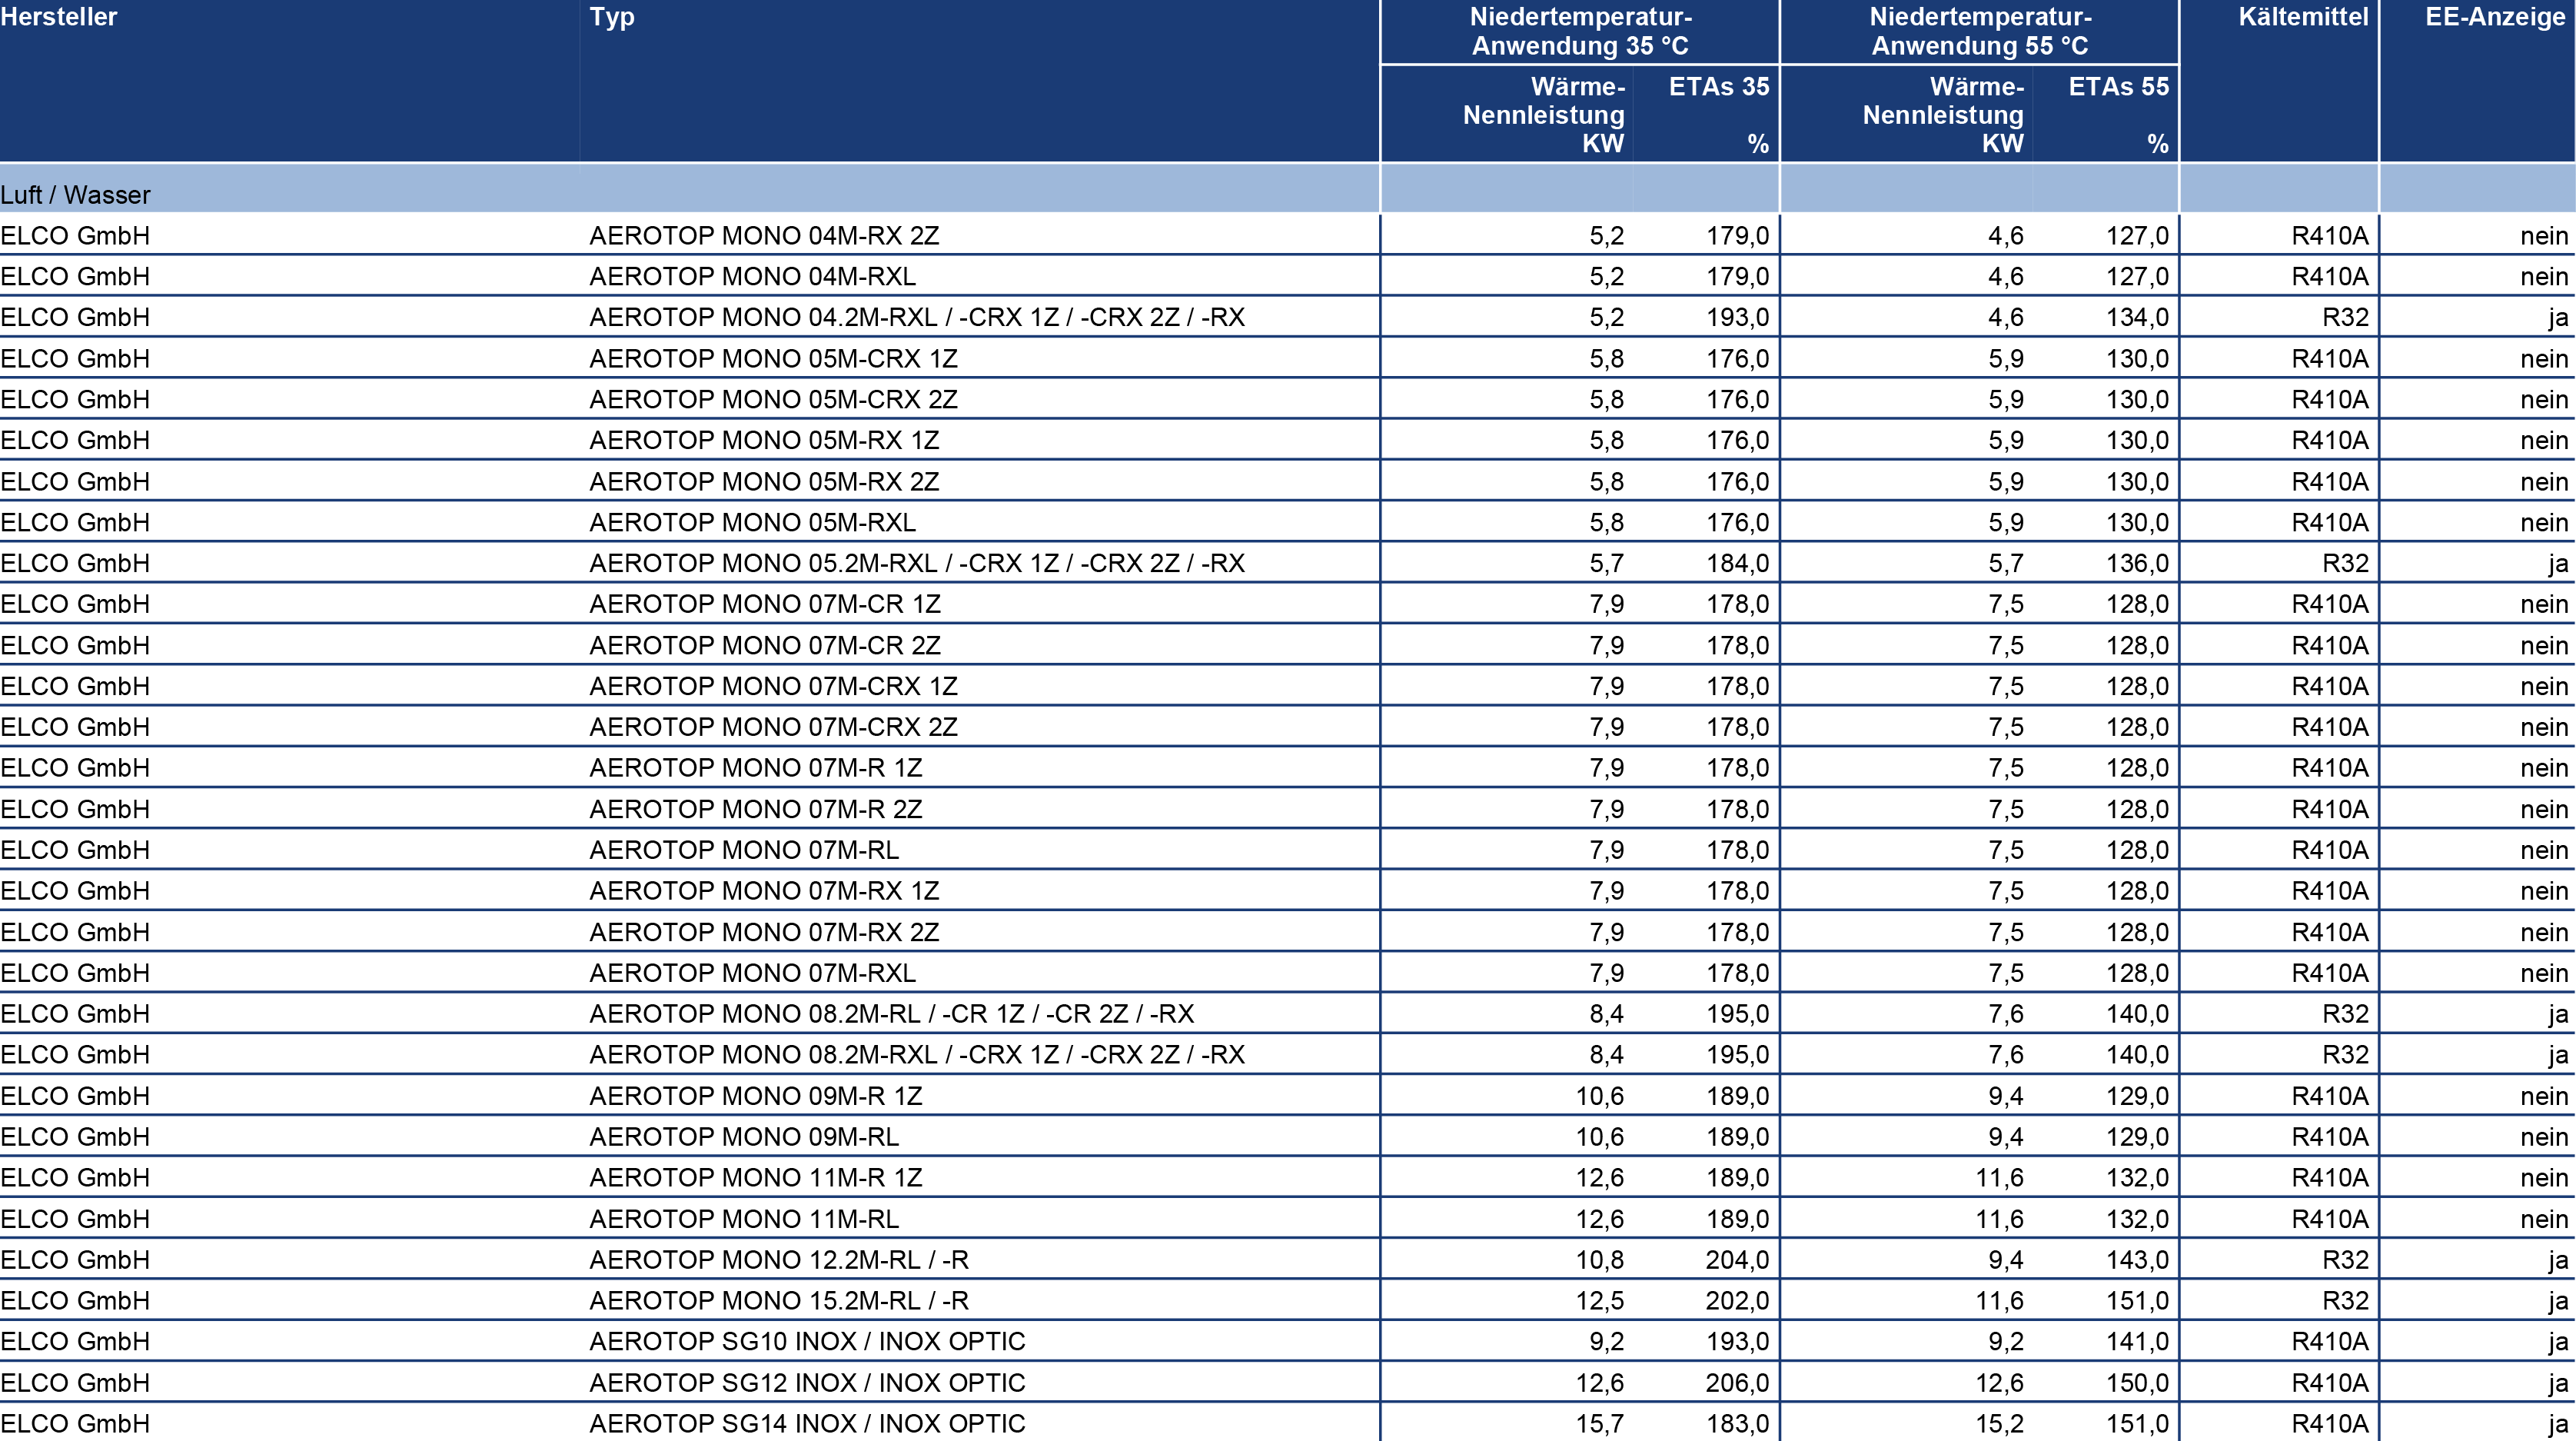 Hersteller Typ Niedertemperatur- Niedertemperatur- Kältemittel EE-Anzeige
Anwendung 35 °C Anwendung 55 °C
Wärme- ETAs 35 Wärme- ETAs 55
Nennleistung Nennleistung
KW % KW %
Luft / Wasser
ELCO GmbH AEROTOP MONO 04M-RX 2Z 5,2 179,0 4,6 127,0 R410A nein
ELCO GmbH AEROTOP MONO 04M-RXL 5,2 179,0 4,6 127,0 R410A nein
ELCO GmbH AEROTOP MONO 04.2M-RXL / -CRX 1Z / -CRX 2Z / -RX 5,2 193,0 4,6 134,0 R32 ja
ELCO GmbH AEROTOP MONO 05M-CRX 1Z 5,8 176,0 5,9 130,0 R410A nein
ELCO GmbH AEROTOP MONO 05M-CRX 2Z 5,8 176,0 5,9 130,0 R410A nein
ELCO GmbH AEROTOP MONO 05M-RX 1Z 5,8 176,0 5,9 130,0 R410A nein
ELCO GmbH AEROTOP MONO 05M-RX 2Z 5,8 176,0 5,9 130,0 R410A nein
ELCO GmbH AEROTOP MONO 05M-RXL 5,8 176,0 5,9 130,0 R410A nein
ELCO GmbH AEROTOP MONO 05.2M-RXL / -CRX 1Z / -CRX 2Z / -RX 5,7 184,0 5,7 136,0 R32 ja
ELCO GmbH AEROTOP MONO 07M-CR 1Z 7,9 178,0 7,5 128,0 R410A nein
ELCO GmbH AEROTOP MONO 07M-CR 2Z 7,9 178,0 7,5 128,0 R410A nein
ELCO GmbH AEROTOP MONO 07M-CRX 1Z 7,9 178,0 7,5 128,0 R410A nein
ELCO GmbH AEROTOP MONO 07M-CRX 2Z 7,9 178,0 7,5 128,0 R410A nein
ELCO GmbH AEROTOP MONO 07M-R 1Z 7,9 178,0 7,5 128,0 R410A nein
ELCO GmbH AEROTOP MONO 07M-R 2Z 7,9 178,0 7,5 128,0 R410A nein
ELCO GmbH AEROTOP MONO 07M-RL 7,9 178,0 7,5 128,0 R410A nein
ELCO GmbH AEROTOP MONO 07M-RX 1Z 7,9 178,0 7,5 128,0 R410A nein
ELCO GmbH AEROTOP MONO 07M-RX 2Z 7,9 178,0 7,5 128,0 R410A nein
ELCO GmbH AEROTOP MONO 07M-RXL 7,9 178,0 7,5 128,0 R410A nein
ELCO GmbH AEROTOP MONO 08.2M-RL / -CR 1Z / -CR 2Z / -RX 8,4 195,0 7,6 140,0 R32 ja
ELCO GmbH AEROTOP MONO 08.2M-RXL / -CRX 1Z / -CRX 2Z / -RX 8,4 195,0 7,6 140,0 R32 ja
ELCO GmbH AEROTOP MONO 09M-R 1Z 10,6 189,0 9,4 129,0 R410A nein
ELCO GmbH AEROTOP MONO 09M-RL 10,6 189,0 9,4 129,0 R410A nein
ELCO GmbH AEROTOP MONO 11M-R 1Z 12,6 189,0 11,6 132,0 R410A nein
ELCO GmbH AEROTOP MONO 11M-RL 12,6 189,0 11,6 132,0 R410A nein
ELCO GmbH AEROTOP MONO 12.2M-RL / -R 10,8 204,0 9,4 143,0 R32 ja
ELCO GmbH AEROTOP MONO 15.2M-RL / -R 12,5 202,0 11,6 151,0 R32 ja
ELCO GmbH AEROTOP SG10 INOX / INOX OPTIC 9,2 193,0 9,2 141,0 R410A ja
ELCO GmbH AEROTOP SG12 INOX / INOX OPTIC 12,6 206,0 12,6 150,0 R410A ja
ELCO GmbH AEROTOP SG14 INOX / INOX OPTIC 15,7 183,0 15,2 151,0 R410A ja